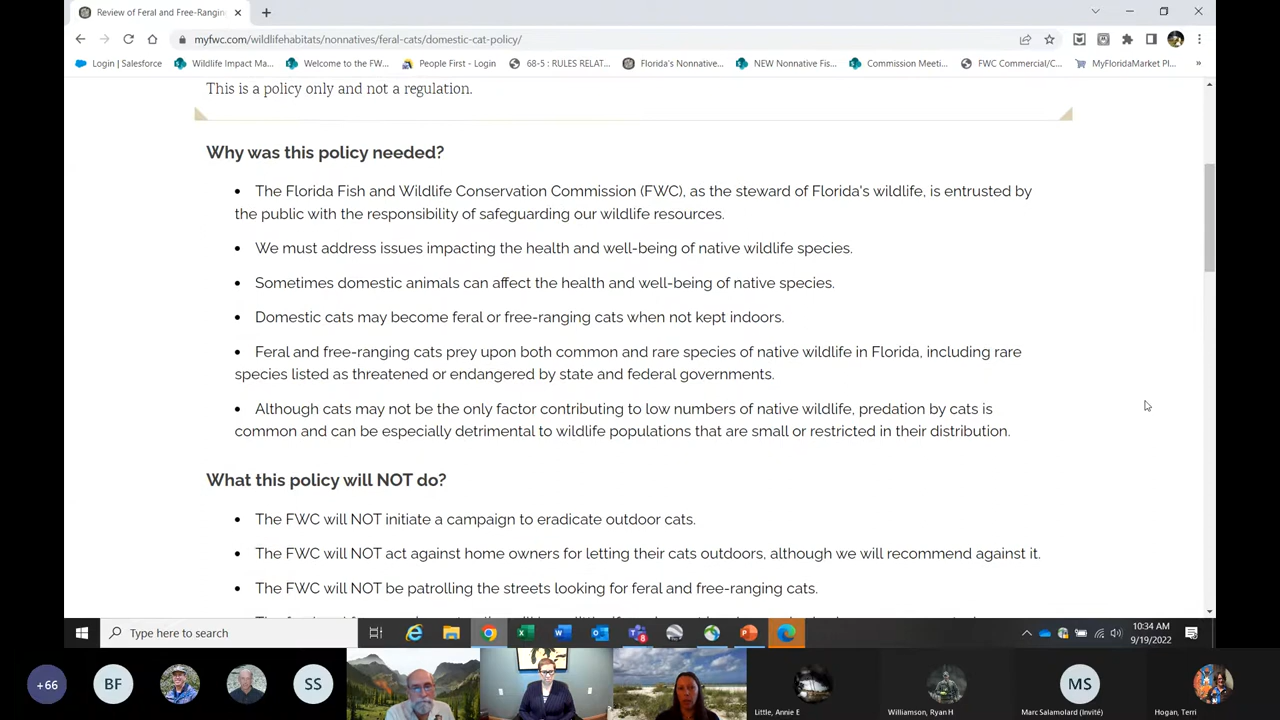 Review of Feral and Free-Rangin
myfwc.com/wildlifehabitats/nonnatives/feral-cats/domestic-cat-policy/
Login | Salesforce
Wildlife Impact Ma...
Welcome to the FW...
People First - Login
68-5 : RULES RELAT...
Florida's Nonnative...
NEW Nonnative Fis...
Commission Meeti...
FWC Commercial/C...
MyFloridaMarket Pl...
This is a policy only and not a regulation.
Why was this policy needed?
• The Florida Fish and Wildlife Conservation Commission (FWC), as the steward of Florida's wildlife, is entrusted by
the public with the responsibility of safeguarding our wildlife resources.
• We must address issues impacting the health and well-being of native wildlife species.
• Sometimes domestic animals can affect the health and well-being of native species.
• Domestic cats may become feral or free-ranging cats when not kept indoors.
• Feral and free-ranging cats prey upon both common and rare species of native wildlife in Florida, including rare
species listed as threatened or endangered by state and federal governments.
• Although cats may not be the only factor contributing to low numbers of native wildlife, predation by cats is
common and can be especially detrimental to wildlife populations that are small or restricted in their distribution.
What this policy will NOT do?
• The FWC will NOT initiate a campaign to eradicate outdoor cats.
• The FWC will NOT act against home owners for letting their cats outdoors, although we will recommend against it.
• The FWC will NOT be patrolling the streets looking for feral and free-ranging cats.
Type here to search
10:34 AM
9/19/2022
+66
BF
SS
MS
Little, Annie E
Williamson, Ryan H
Marc Salamolard (Invité)
Hogan, Terri